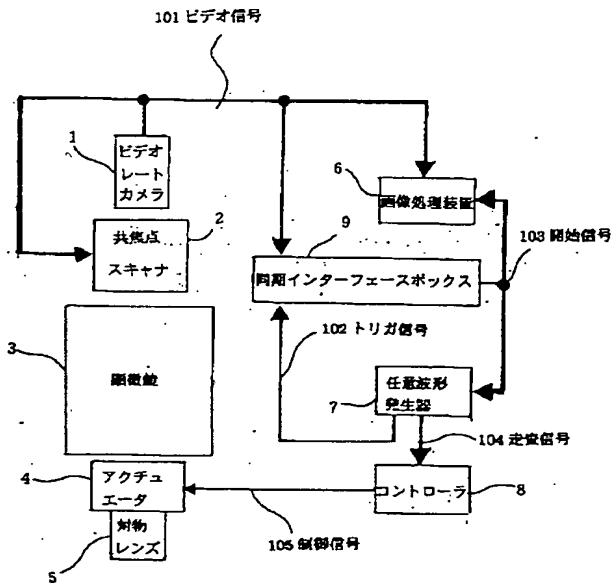 101 ビデオ信号
1
ビデオ
レート
カメラ
2
共焦点
スキャナ
3
顕微鏡
4
アクチュ
エータ
5
対物
レンズ
6
画像処理装置
103 開始信号
9
同期インターフェースボックス
102 トリガ信号
7
任意波形
発生器
104 走査信号
コントローラ
8
105 制御信号